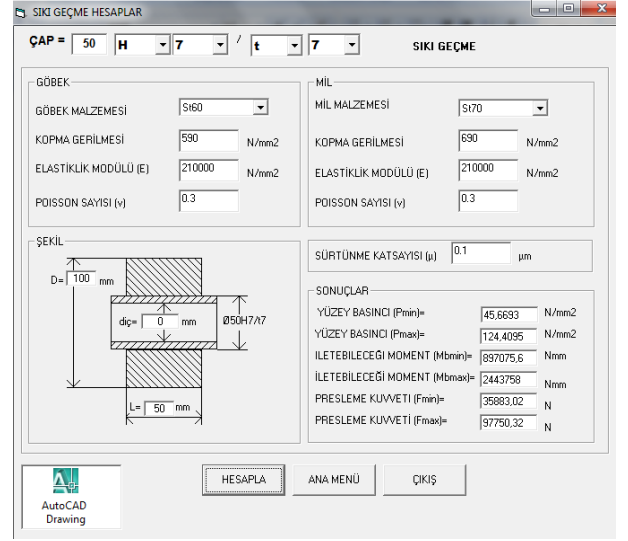 SIKI GEÇME HESAPLAR
ÇAP = 50 H 7 / t 7 SIKI GEÇME
GÖBEK
GÖBEK MALZEMESİ St60
KOPMA GERİLMESİ 590 N/mm2
ELASTİKLİK MODÜLÜ (E) 210000 N/mm2
POISSON SAYISI (v) 0.3
MİL
MİL MALZEMESİ St70
KOPMA GERİLMESİ 690 N/mm2
ELASTİKLİK MODÜLÜ (E) 210000 N/mm2
POISSON SAYISI (v) 0.3
ŞEKİL
D= 100 mm
diç= 0 mm Ø50H7/t7
L= 50 mm
SÜRTÜNME KATSAYISI (µ) 0.1 µm
SONUÇLAR
YÜZEY BASINCI (Pmin)= 45,6693 N/mm2
YÜZEY BASINCI (Pmax)= 124,4095 N/mm2
ILETEBİLECEĞI MOMENT (Mbmin)= 897075,6 Nmm
İLETEBİLECEĞİ MOMENT (Mbmax)= 2443758 Nmm
PRESLEME KUVVETI (Fmin)= 35883,02 N
PRESLEME KUVVETİ (Fmax)= 97750,32 N
AutoCAD
Drawing
HESAPLA ANA MENÜ ÇIKIŞ